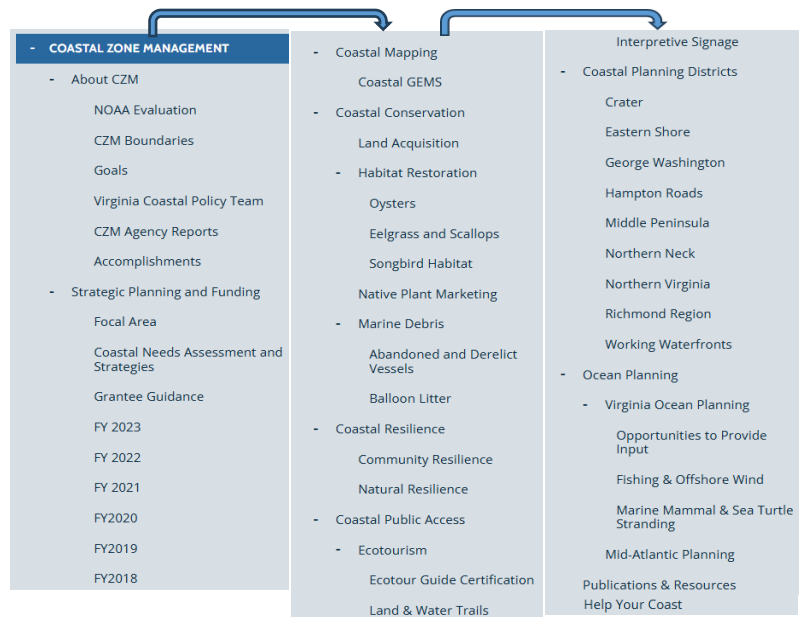 - COASTAL ZONE MANAGEMENT
- About CZM
NOAA Evaluation
CZM Boundaries
Goals
Virginia Coastal Policy Team
CZM Agency Reports
Accomplishments
- Strategic Planning and Funding
Focal Area
Coastal Needs Assessment and
Strategies
Grantee Guidance
FY 2023
FY 2022
FY 2021
FY2020
FY2019
FY2018
- Coastal Mapping
Coastal GEMS
- Coastal Conservation
Land Acquisition
- Habitat Restoration
Oysters
Eelgrass and Scallops
Songbird Habitat
Native Plant Marketing
- Marine Debris
Abandoned and Derelict
Vessels
Balloon Litter
- Coastal Resilience
Community Resilience
Natural Resilience
- Coastal Public Access
- Ecotourism
Ecotour Guide Certification
Land & Water Trails
Interpretive Signage
- Coastal Planning Districts
Crater
Eastern Shore
George Washington
Hampton Roads
Middle Peninsula
Northern Neck
Northern Virginia
Richmond Region
Working Waterfronts
- Ocean Planning
- Virginia Ocean Planning
Opportunities to Provide
Input
Fishing & Offshore Wind
Marine Mammal & Sea Turtle
Stranding
Mid-Atlantic Planning
Publications & Resources
Help Your Coast